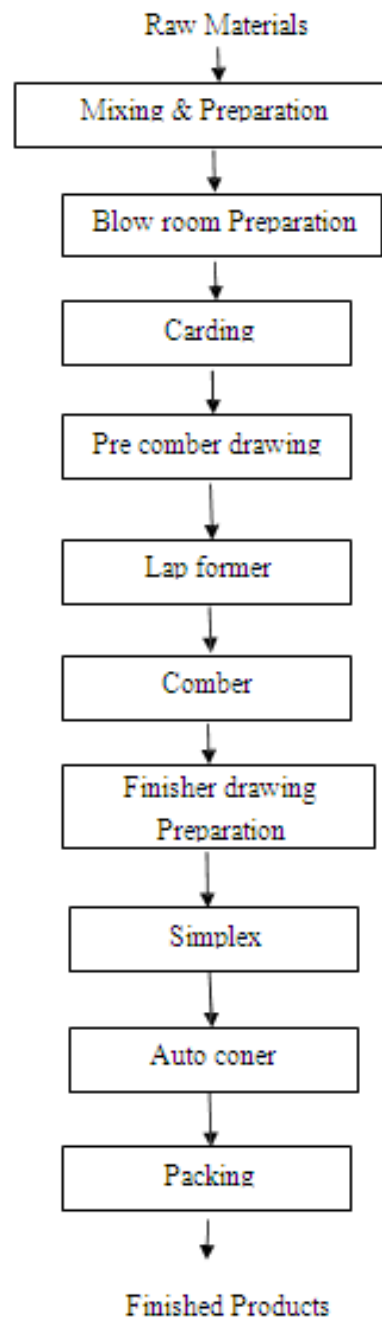 Raw Materials
Mixing & Preparation
Blow room Preparation
Carding
Pre comber drawing
Lap former
Comber
Finisher drawing
Preparation
Simplex
Auto coner
Packing
Finished Products